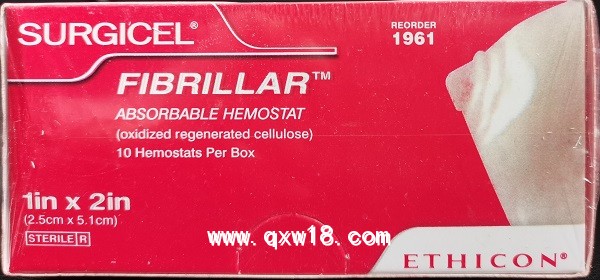 SURGICEL®
REORDER
1961
FIBRILLAR™
ABSORBABLE HEMOSTAT
(oxidized regenerated cellulose)
10 Hemostats Per Box
1in x 2in
(2.5cm x 5.1cm)
STERILE R
www.qxw18.com
ETHICON®